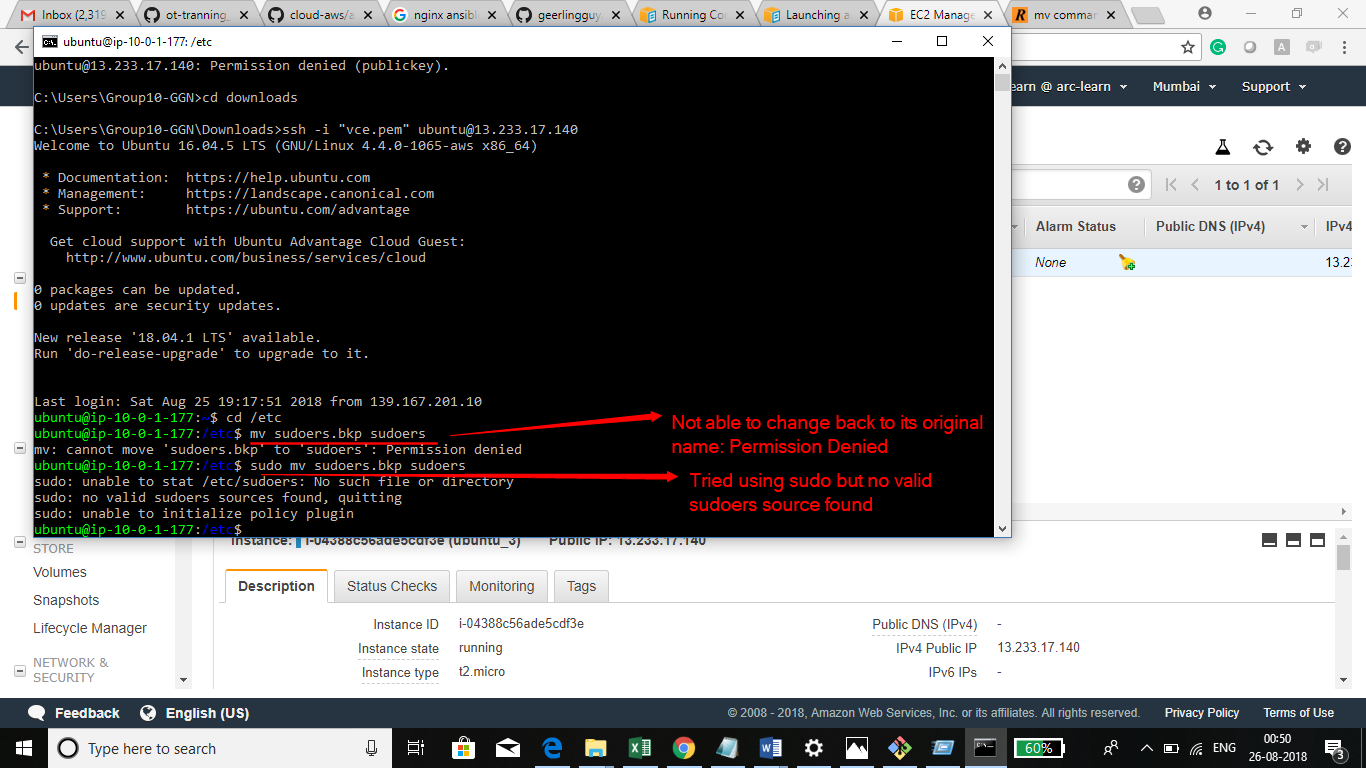 Inbox (2,319
ot-tranning_
cloud-aws/a
nginx ansibl
geerlingguy
Running Co
Launching a
EC2 Manage
mv comman
ubuntu@ip-10-0-1-177: /etc
ubuntu@13.233.17.140: Permission denied (publickey).
C:\Users\Group10-GGN>cd downloads
C:\Users\Group10-GGN\Downloads>ssh -i "vce.pem" ubuntu@13.233.17.140
Welcome to Ubuntu 16.04.5 LTS (GNU/Linux 4.4.0-1065-aws x86_64)
* Documentation:  https://help.ubuntu.com
* Management:     https://landscape.canonical.com
* Support:        https://ubuntu.com/advantage
Get cloud support with Ubuntu Advantage Cloud Guest:
http://www.ubuntu.com/business/services/cloud
0 packages can be updated.
0 updates are security updates.
New release '18.04.1 LTS' available.
Run 'do-release-upgrade' to upgrade to it.
Last login: Sat Aug 25 19:17:51 2018 from 139.167.201.10
ubuntu@ip-10-0-1-177:~$ cd /etc
ubuntu@ip-10-0-1-177:/etc$ mv sudoers.bkp sudoers
mv: cannot move 'sudoers.bkp' to 'sudoers': Permission denied
ubuntu@ip-10-0-1-177:/etc$ sudo mv sudoers.bkp sudoers
sudo: unable to stat /etc/sudoers: No such file or directory
sudo: no valid sudoers sources found, quitting
sudo: unable to initialize policy plugin
ubuntu@ip-10-0-1-177:/etc$
Not able to change back to its original
name: Permission Denied
Tried using sudo but no valid
sudoers source found
earn @ arc-learn
Mumbai
Support
1 to 1 of 1
Alarm Status
Public DNS (IPv4)
IPv4
None
13.23
STORE
Volumes
Snapshots
Lifecycle Manager
NETWORK &
SECURITY
Instance: i-04388c56ade5cdf3e (ubuntu_3) Public IP: 13.233.17.140
Description
Status Checks
Monitoring
Tags
Instance ID i-04388c56ade5cdf3e
Instance state running
Instance type t2.micro
Public DNS (IPv4) -
IPv4 Public IP 13.233.17.140
IPv6 IPs -
Feedback
English (US)
© 2008 - 2018, Amazon Web Services, Inc. or its affiliates. All rights reserved.
Privacy Policy
Terms of Use
Type here to search
60%
ENG
00:50
26-08-2018
3